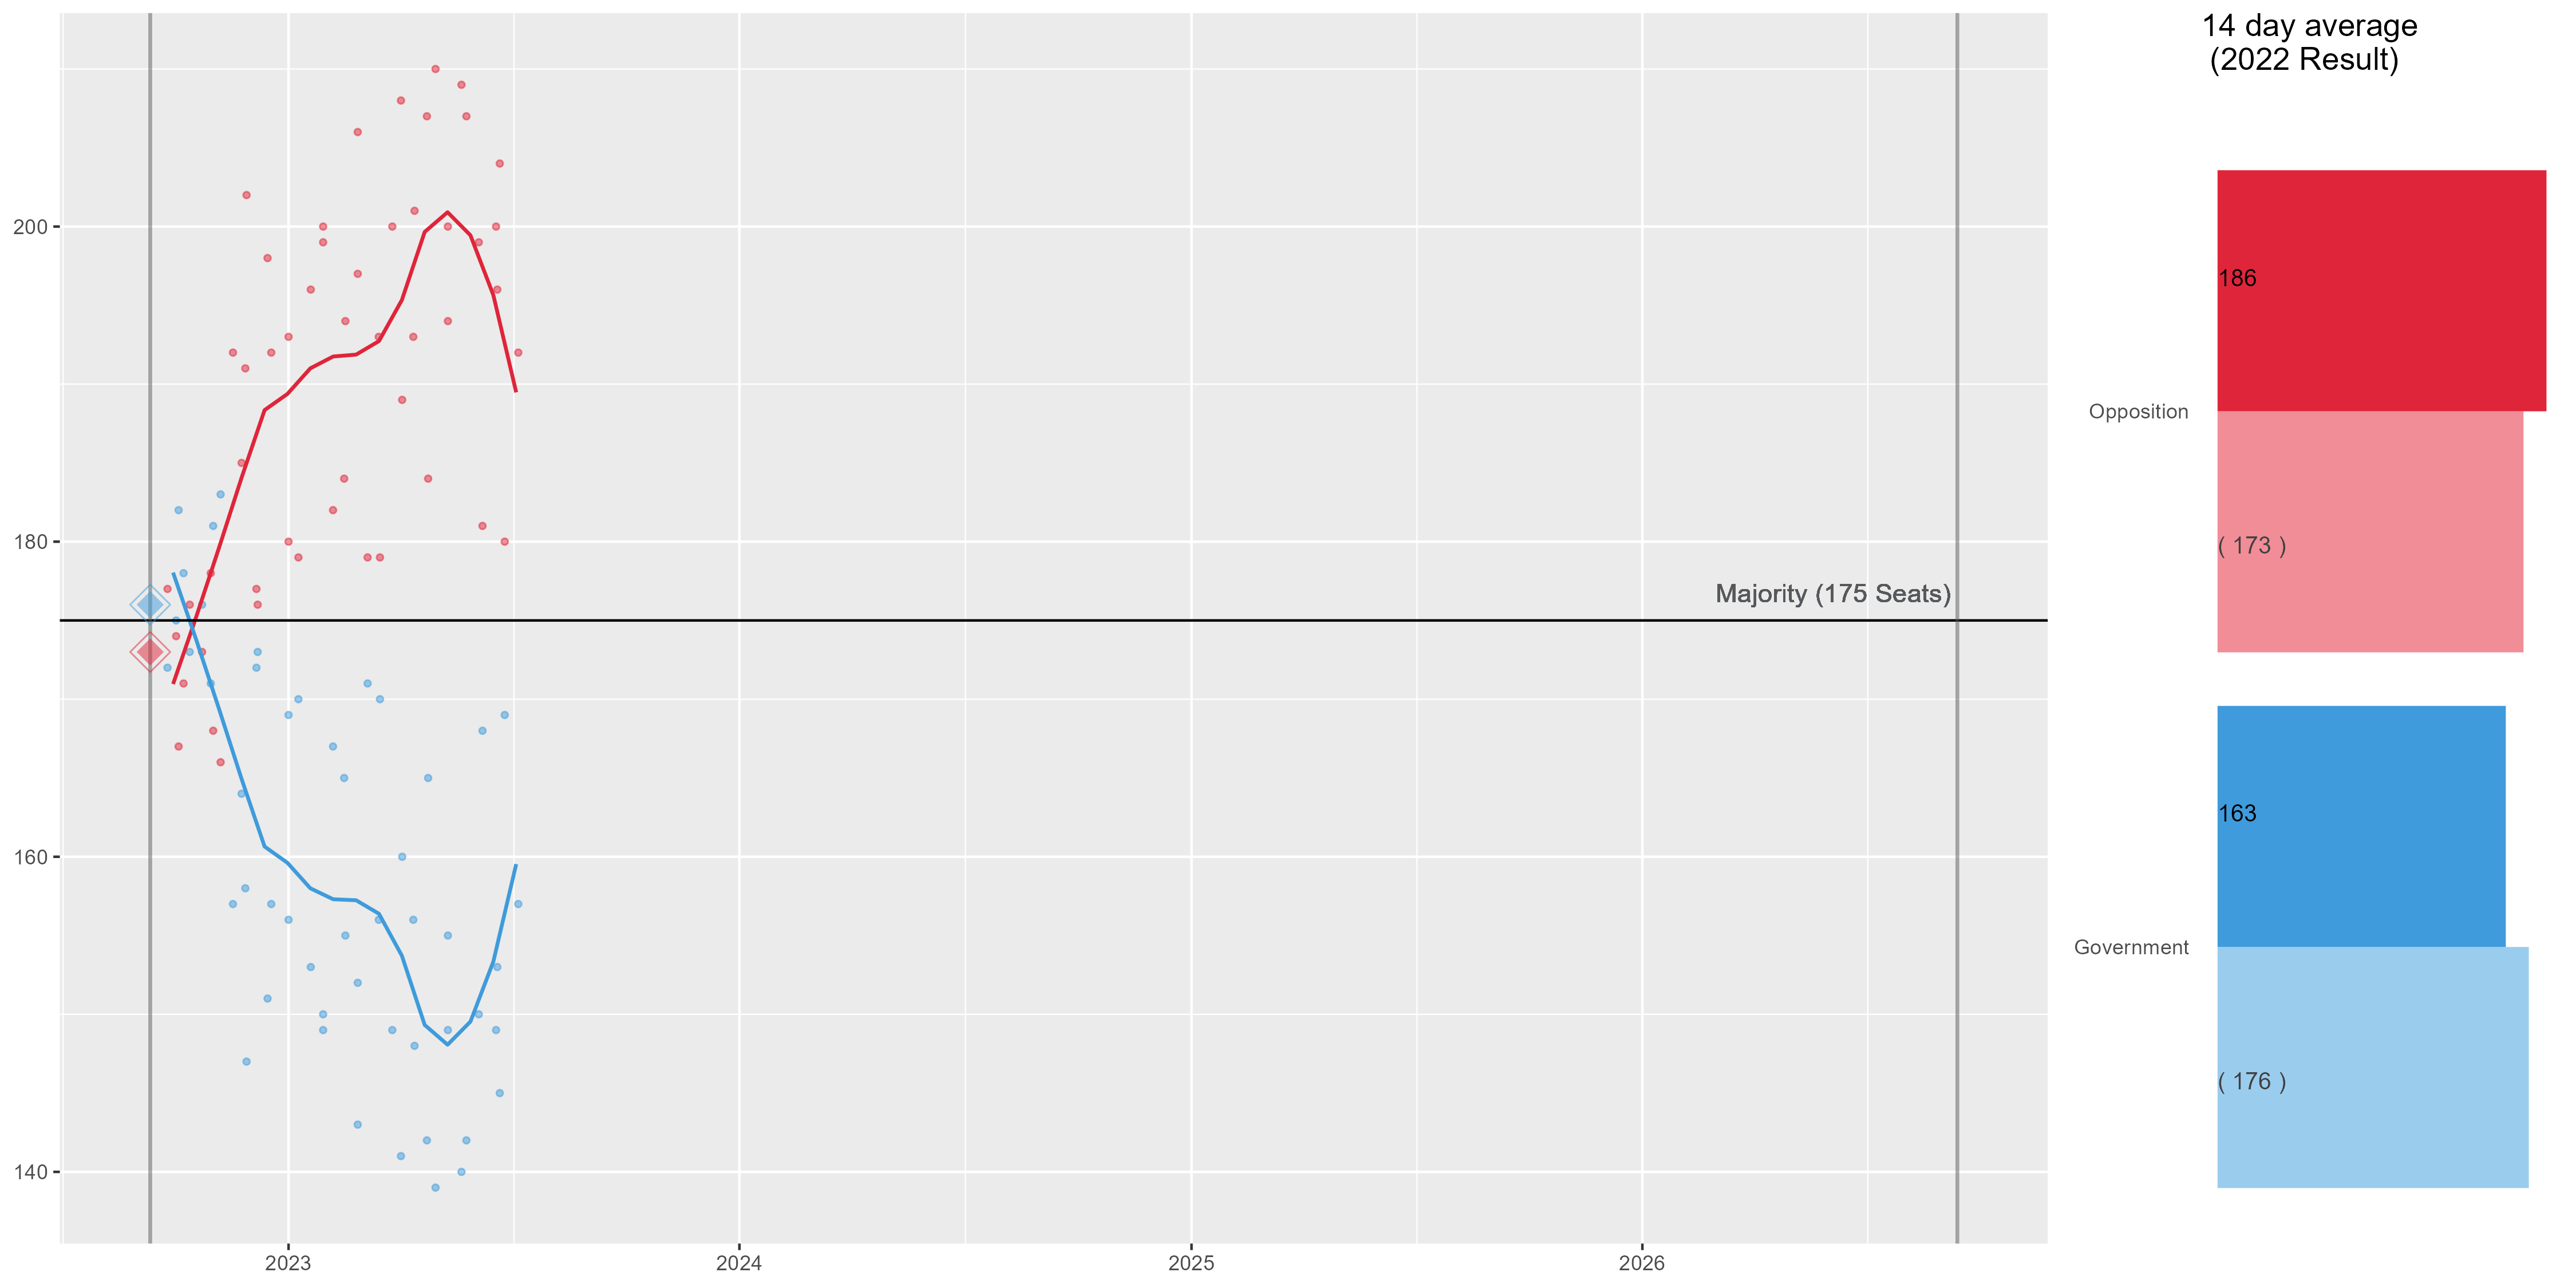 14 day average
(2022 Result)
200
180
160
140
Majority (175 Seats)
2023
2024
2025
2026
Opposition
186
( 173 )
Government
163
( 176 )